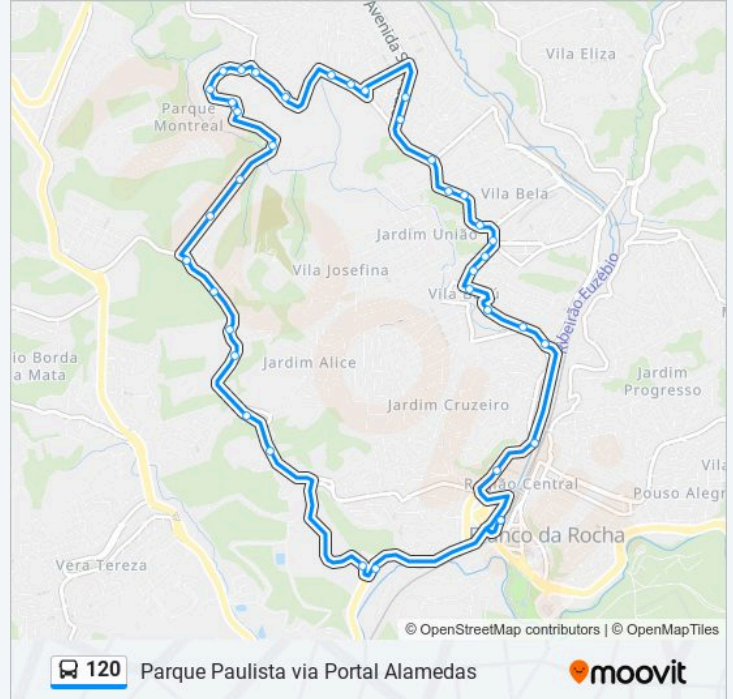 Avenida S
Vila Eliza
Parque
Montreal
Vila Bela
Jardim União
Vila Josefina
Vila
Ribeirão Euzébio
io Borda
a Mata
Jardim Alice
Jardim
Progresso
Jardim Cruzeiro
Vila
Região Central
Pouso Alegr
Franco da Rocha
Vera Tereza
© OpenStreetMap contributors | © OpenMapTiles
120 Parque Paulista via Portal Alamedas
moovit